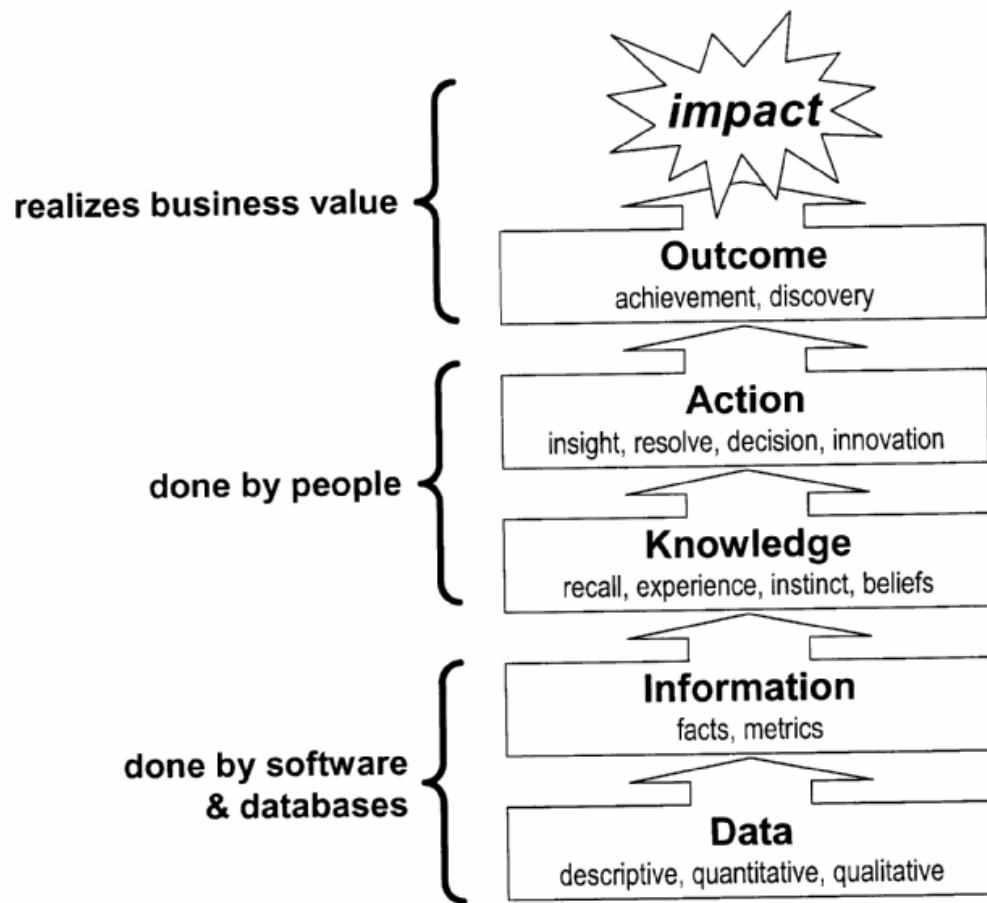 impact
realizes business value
Outcome
achievement, discovery
Action
insight, resolve, decision, innovation
done by people
Knowledge
recall, experience, instinct, beliefs
Information
facts, metrics
done by software
& databases
Data
descriptive, quantitative, qualitative